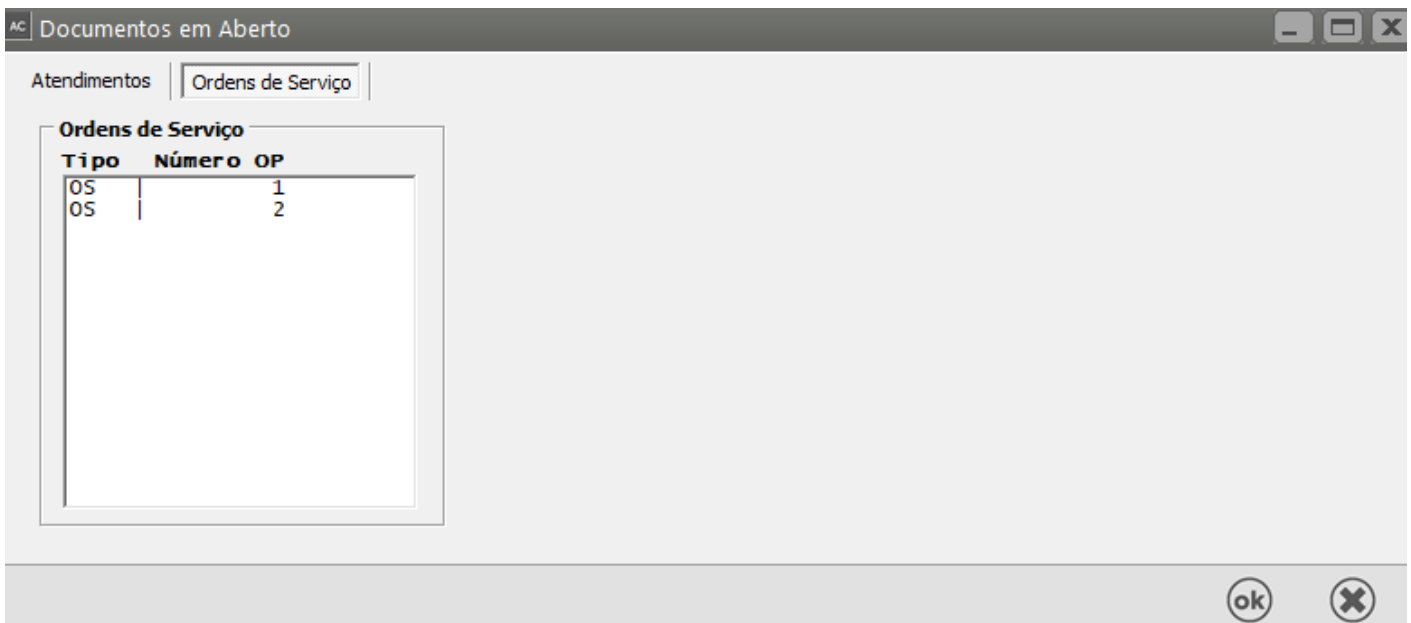 AC Documentos em Aberto
Atendimentos Ordens de Serviço
Ordens de Serviço
Tipo Número OP
OS | 1
OS | 2
ok